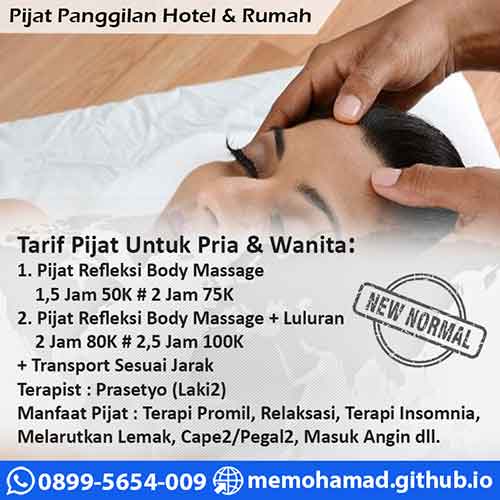 Pijat Panggilan Hotel & Rumah
Tarif Pijat Untuk Pria & Wanita:
1. Pijat Refleksi Body Massage
1,5 Jam 50K # 2 Jam 75K
2. Pijat Refleksi Body Massage + Luluran
2 Jam 80K # 2,5 Jam 100K
+ Transport Sesuai Jarak
Terapist : Prasetyo (Laki2)
Manfaat Pijat : Terapi Promil, Relaksasi, Terapi Insomnia,
Melarutkan Lemak, Cape2/Pegal2, Masuk Angin dll.
NEW NORMAL
0899-5654-009 memohamad.github.io